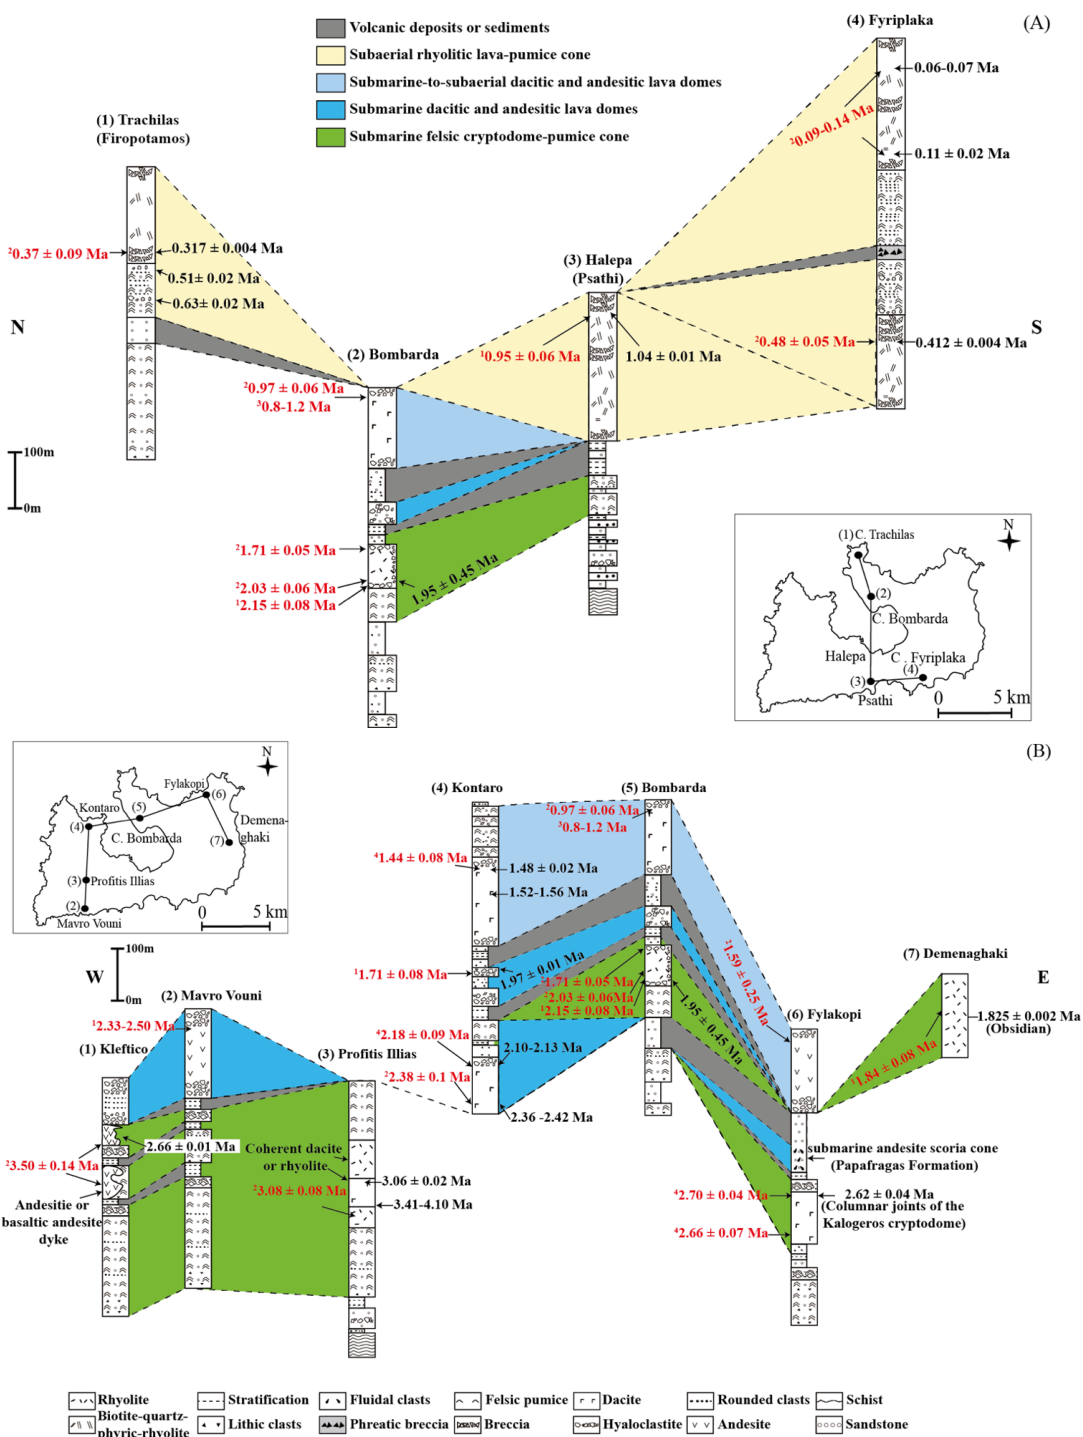 (A)
Volcanic deposits or sediments
Subaerial rhyolitic lava-pumice cone
Submarine-to-subaerial dacitic and andesitic lava domes
Submarine dacitic and andesitic lava domes
Submarine felsic cryptodome-pumice cone
(4) Fyriplaka
0.06-0.07 Ma
²0.09-0.14 Ma
0.11 ± 0.02 Ma
(1) Trachilas
(Firopotamos)
²0.37 ± 0.09 Ma
0.317± 0.004 Ma
0.51± 0.02 Ma
0.63± 0.02 Ma
N
(3) Halepa
(Psathi)
S
(2) Bombarda
¹0.95 ± 0.06 Ma
1.04 ± 0.01 Ma
²0.48 ± 0.05 Ma
0.412 ± 0.004 Ma
²0.97 ± 0.06 Ma
³0.8-1.2 Ma
100m
0m
²1.71 ± 0.05 Ma
²2.03 ± 0.06 Ma
¹2.15 ± 0.08 Ma
1.95 ± 0.45 Ma
N
(1) C. Trachilas
(2)
C. Bombarda
Halepa
C . Fyriplaka
(4)
(3)
Psathi
0 5 km
(B)
N
Fylakopi
(6)
Kontaro
(5)
(4)
C. Bombarda
Demena-
ghaki
(7)
(3)
Profitis Illias
(2)
Mavro Vouni
0 5 km
(4) Kontaro
(5) Bombarda
²0.97 ± 0.06 Ma
³0.8-1.2 Ma
⁴1.44 ± 0.08 Ma
1.48 ± 0.02 Ma
1.52-1.56 Ma
100m
0m
W
(2) Mavro Vouni
¹2.33-2.50 Ma
(1) Kleftico
(3) Profitis Illias
¹1.71 ± 0.08 Ma
1.97± 0.01 Ma
²1.71 ± 0.05 Ma
²2.03 ± 0.06Ma
¹2.15 ± 0.08 Ma
1.95 ± 0.45 Ma
²1.59 ± 0.25 Ma
(7) Demenaghaki
E
(6) Fylakopi
1.825± 0.002 Ma
(Obsidian)
¹1.84 ± 0.08 Ma
⁴2.18 ± 0.09 Ma
2.10-2.13 Ma
²2.38 ± 0.1 Ma
2.36 -2.42 Ma
2.66 ± 0.01 Ma
²3.50 ± 0.14 Ma
Andesitie or
basaltic andesite
dyke
Coherent dacite
or rhyolite
²3.08 ± 0.08 Ma
3.06 ± 0.02 Ma
3.41-4.10 Ma
submarine andesite scoria cone
(Papafragas Formation)
⁴2.70 ± 0.04 Ma
2.62 ± 0.04 Ma
(Columnar joints of the
Kalogeros cryptodome)
⁴2.66 ± 0.07 Ma
Rhyolite
Stratification
Fluidal clasts
Felsic pumice
Dacite
Rounded clasts
Schist
Biotite-quartz-
phyric-rhyolite
Lithic clasts
Phreatic breccia
Breccia
Hyaloclastite
Andesite
Sandstone